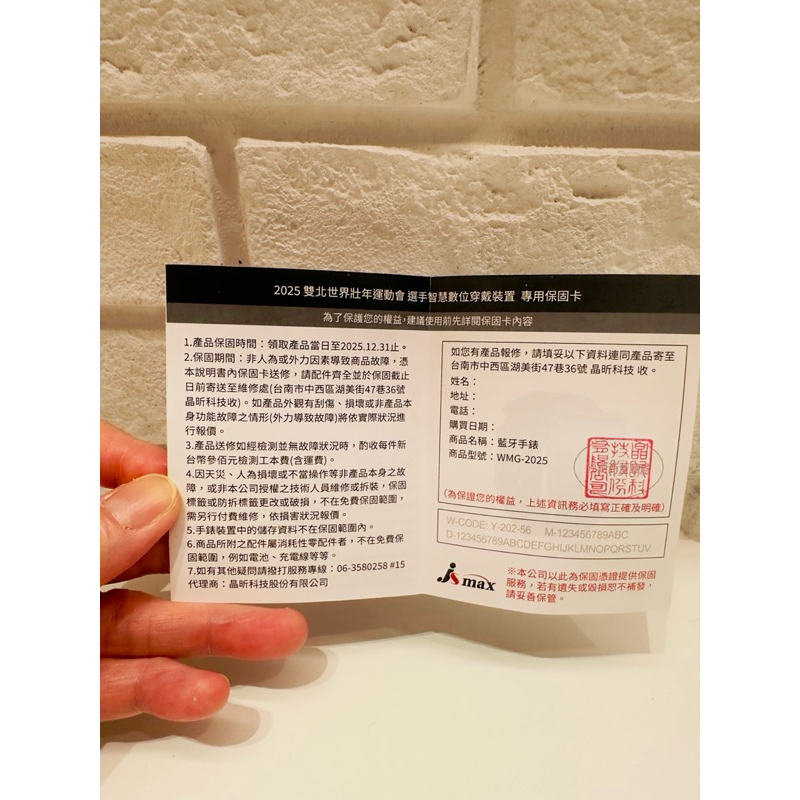 2025 雙北世界壯年運動會 選手智慧數位穿戴裝置 專用保固卡
為了保護您的權益,建議使用前先詳閱保固卡內容
1.產品保固時間：領取產品當日至2025.12.31止。
2.保固期間：非人為或外力因素導致商品故障，憑
本說明書內保固卡送修，請配件齊全並於保固截止
日前寄送至維修處(台南市中西區湖美街47巷36號
晶昕科技收)。如產品外觀有刮傷、損壞或非產品本
身功能故障之情形(外力導致故障)將依實際狀況進
行報價。
3.產品送修如經檢測並無故障狀況時，酌收每件新
台幣參佰元檢測工本費(含運費)。
4.因天災、人為損壞或不當操作等非產品本身之故
障，或非本公司授權之技術人員維修或拆裝，保固
標籤或防拆標籤更改或破損，不在免費保固範圍，
需另行付費維修，依損害狀況報價。
5.手錶裝置中的儲存資料不在保固範圍內。
6.商品所附之配件屬消耗性零配件者，不在免費保
固範圍，例如電池、充電線等等。
7.如有其他疑問請撥打服務專線：06-3580258 #15
代理商：晶昕科技股份有限公司
如您有產品報修，請填妥以下資料連同產品寄至
台南市中西區湖美街47巷36號 晶昕科技 收。
姓名：
地址：
電話：
購買日期：
商品名稱：藍牙手錶
商品型號：WMG-2025
(為保證您的權益，上述資訊務必填寫正確及明確)
W-CODE: Y-202-56 M-123456789ABC
D-123456789ABCDEFGHIJKLMNOPQRSTUV
Jsmax
※本公司以此為保固憑證提供保固
服務，若有遺失或毀損恕不補發，
請妥善保管。